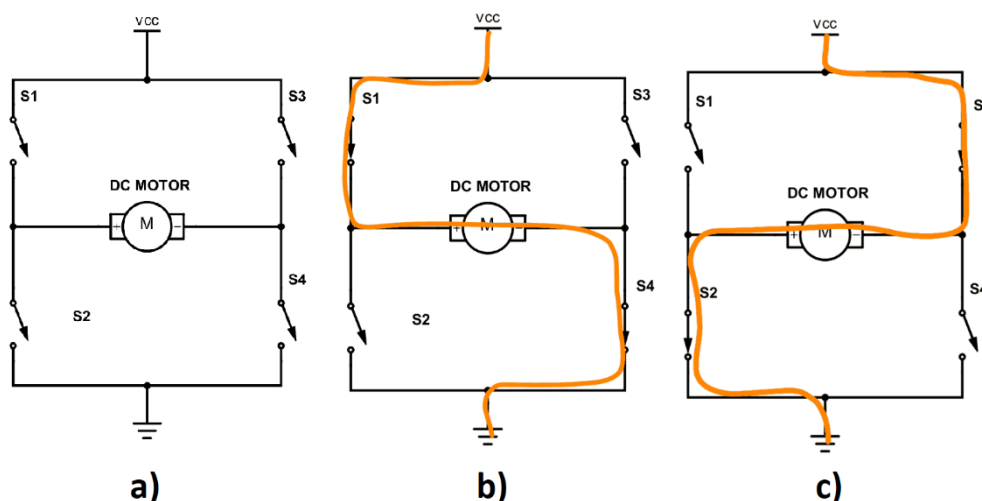 VCC
S1
S3
DC MOTOR
+ M -
S4
S2
a)
VCC
S1
S3
DC MOTOR
+ M
S4
S2
b)
VCC
S1
S
DC MOTOR
+ M -
S2
S4
c)